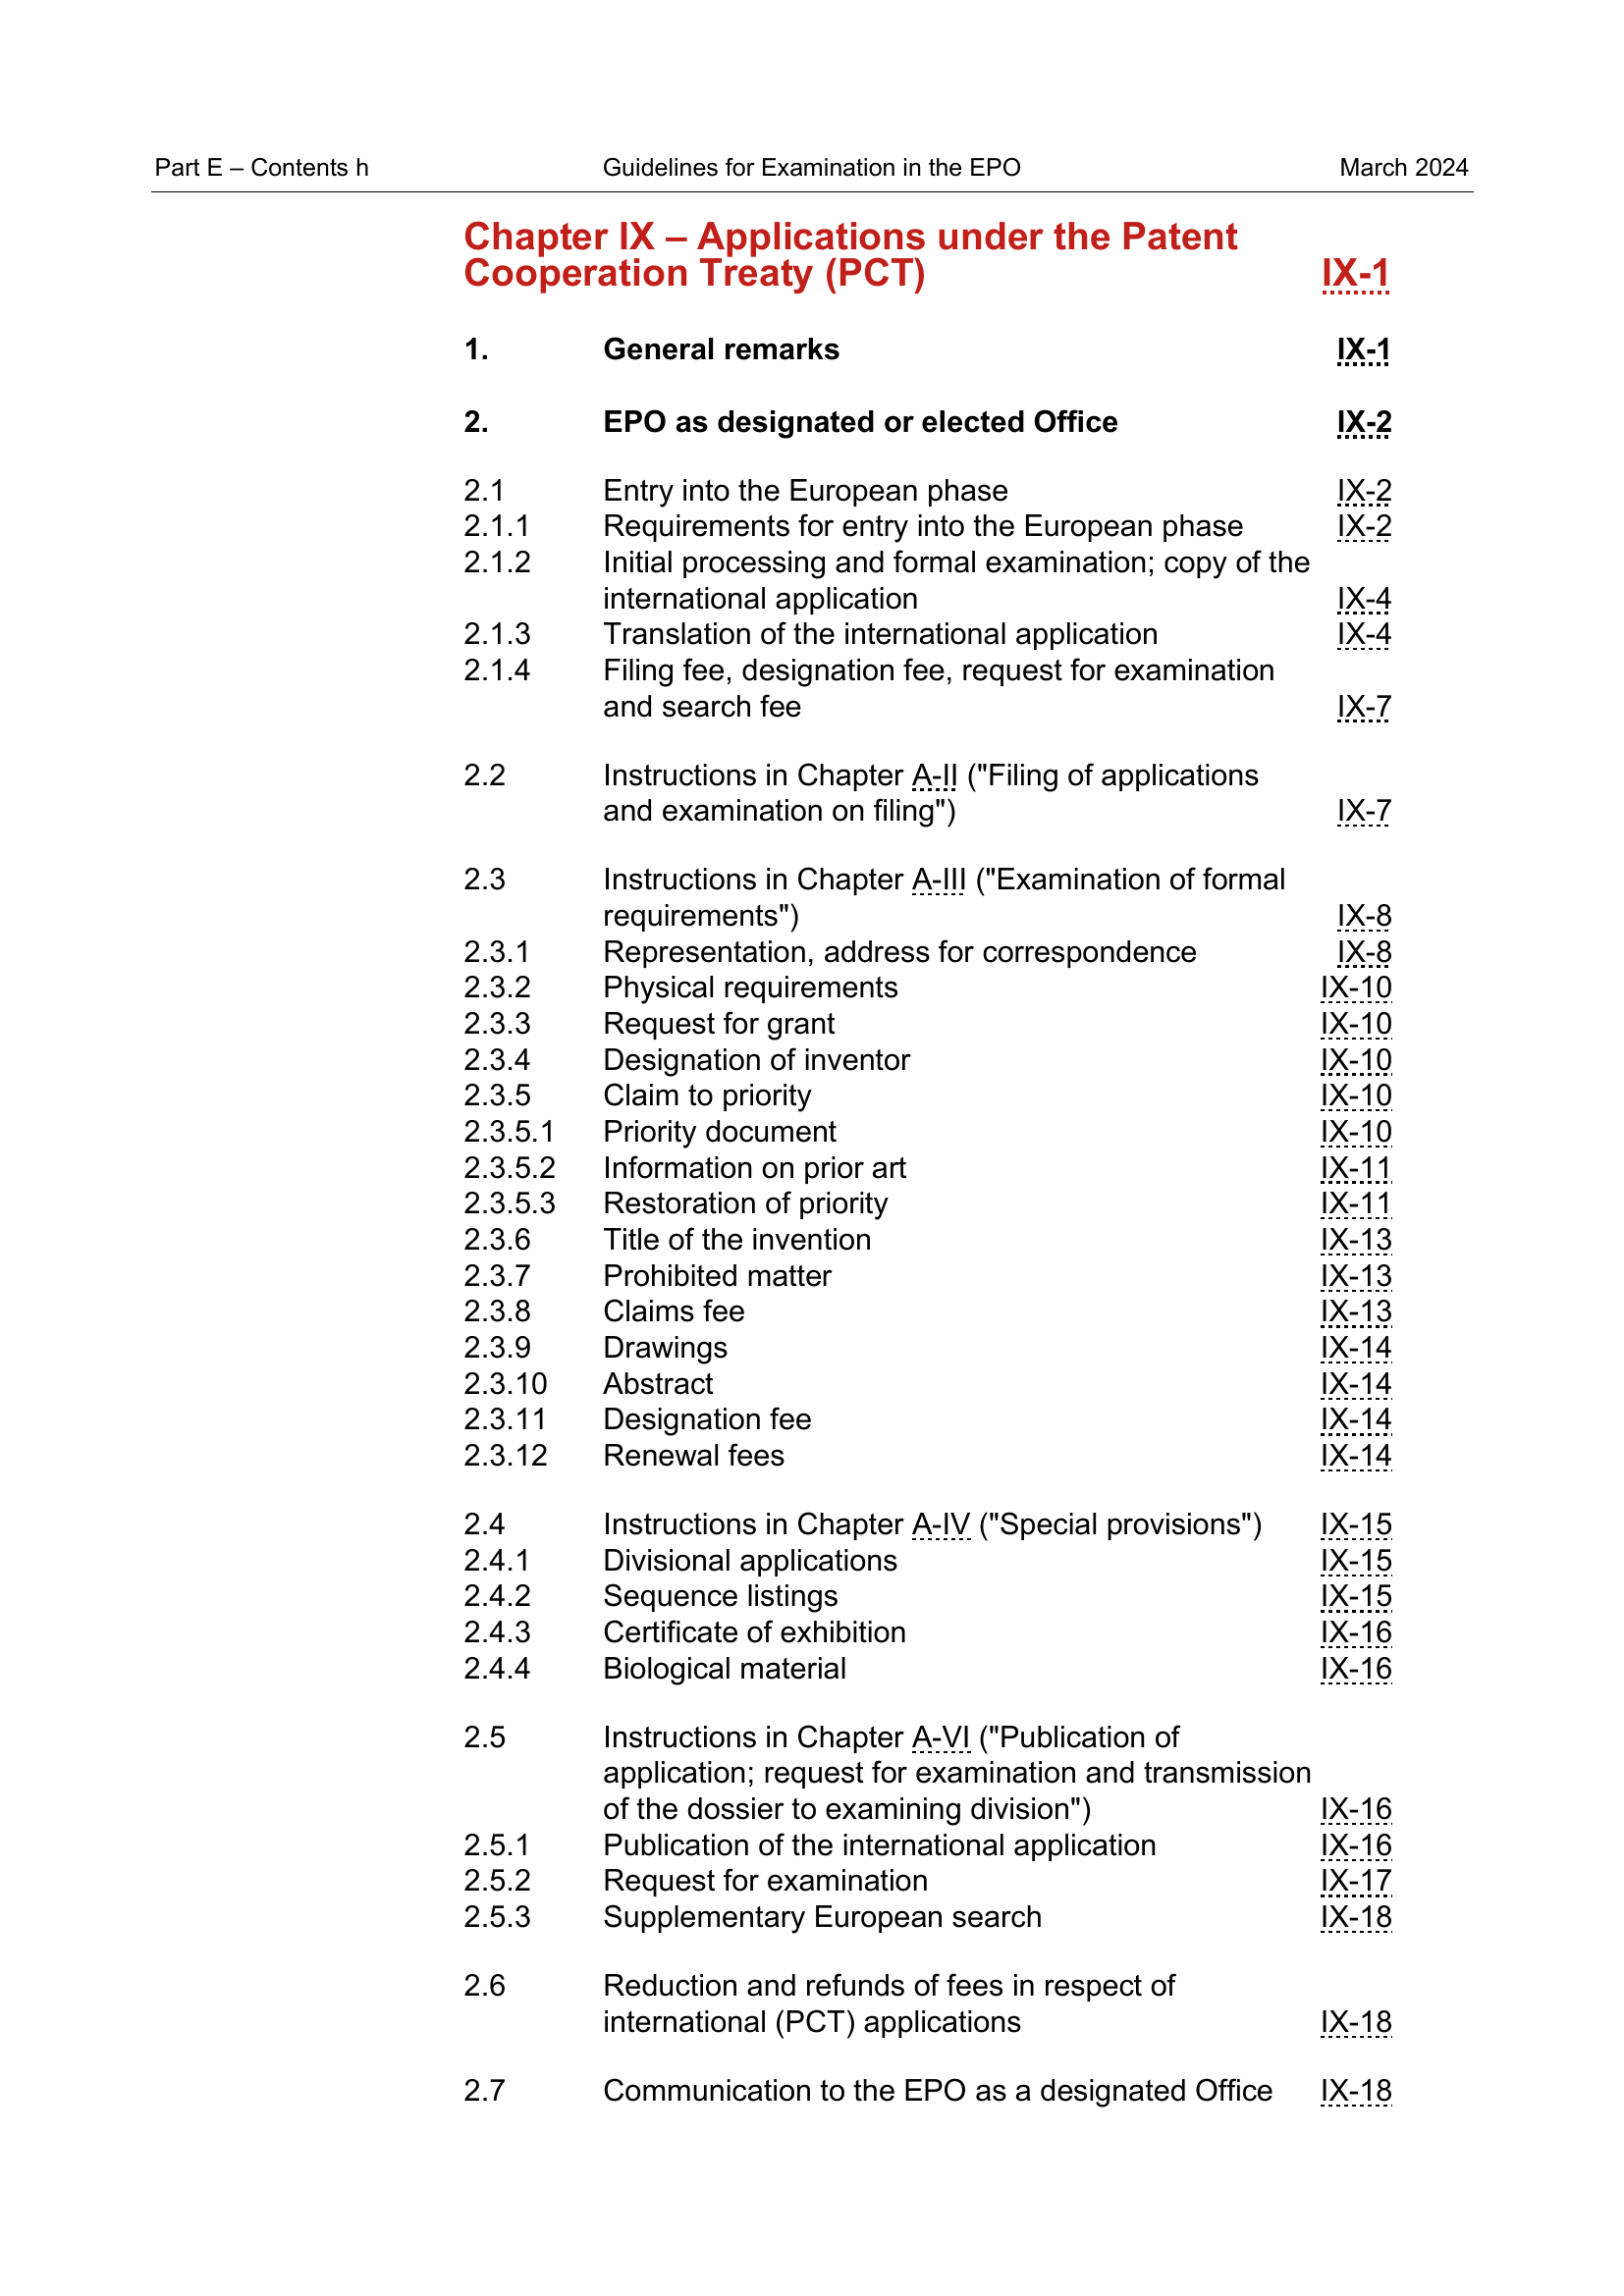 Part E – Contents h Guidelines for Examination in the EPO March 2024
Chapter IX – Applications under the Patent
Cooperation Treaty (PCT) IX-1
1. General remarks IX-1
2. EPO as designated or elected Office IX-2
2.1 Entry into the European phase IX-2
2.1.1 Requirements for entry into the European phase IX-2
2.1.2 Initial processing and formal examination; copy of the
international application IX-4
2.1.3 Translation of the international application IX-4
2.1.4 Filing fee, designation fee, request for examination
and search fee IX-7
2.2 Instructions in Chapter A-II ("Filing of applications
and examination on filing") IX-7
2.3 Instructions in Chapter A-III ("Examination of formal
requirements") IX-8
2.3.1 Representation, address for correspondence IX-8
2.3.2 Physical requirements IX-10
2.3.3 Request for grant IX-10
2.3.4 Designation of inventor IX-10
2.3.5 Claim to priority IX-10
2.3.5.1 Priority document IX-10
2.3.5.2 Information on prior art IX-11
2.3.5.3 Restoration of priority IX-11
2.3.6 Title of the invention IX-13
2.3.7 Prohibited matter IX-13
2.3.8 Claims fee IX-13
2.3.9 Drawings IX-14
2.3.10 Abstract IX-14
2.3.11 Designation fee IX-14
2.3.12 Renewal fees IX-14
2.4 Instructions in Chapter A-IV ("Special provisions") IX-15
2.4.1 Divisional applications IX-15
2.4.2 Sequence listings IX-15
2.4.3 Certificate of exhibition IX-16
2.4.4 Biological material IX-16
2.5 Instructions in Chapter A-VI ("Publication of
application; request for examination and transmission
of the dossier to examining division") IX-16
2.5.1 Publication of the international application IX-16
2.5.2 Request for examination IX-17
2.5.3 Supplementary European search IX-18
2.6 Reduction and refunds of fees in respect of
international (PCT) applications IX-18
2.7 Communication to the EPO as a designated Office IX-18